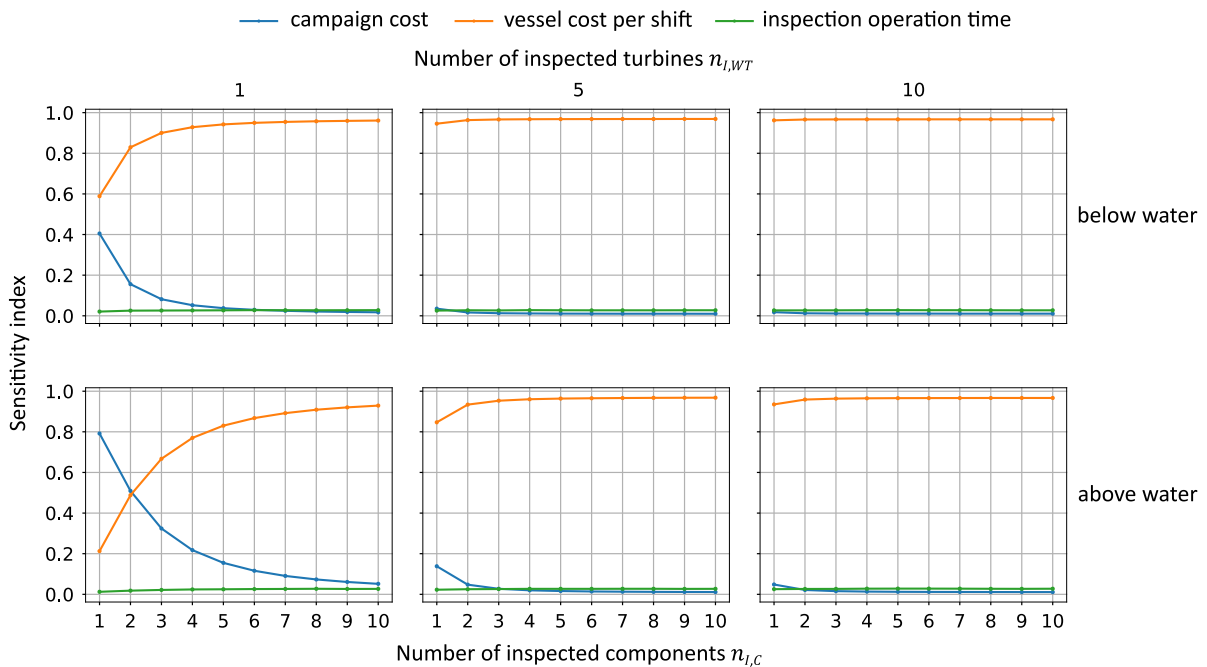 campaign cost vessel cost per shift inspection operation time
Number of inspected turbines n_{I,WT}
1 5 10
1.0
0.8
0.6
0.4
0.2
0.0
below water
Sensitivity index
1.0
0.8
0.6
0.4
0.2
0.0
above water
1 2 3 4 5 6 7 8 9 10 1 2 3 4 5 6 7 8 9 10 1 2 3 4 5 6 7 8 9 10
Number of inspected components n_{I,C}